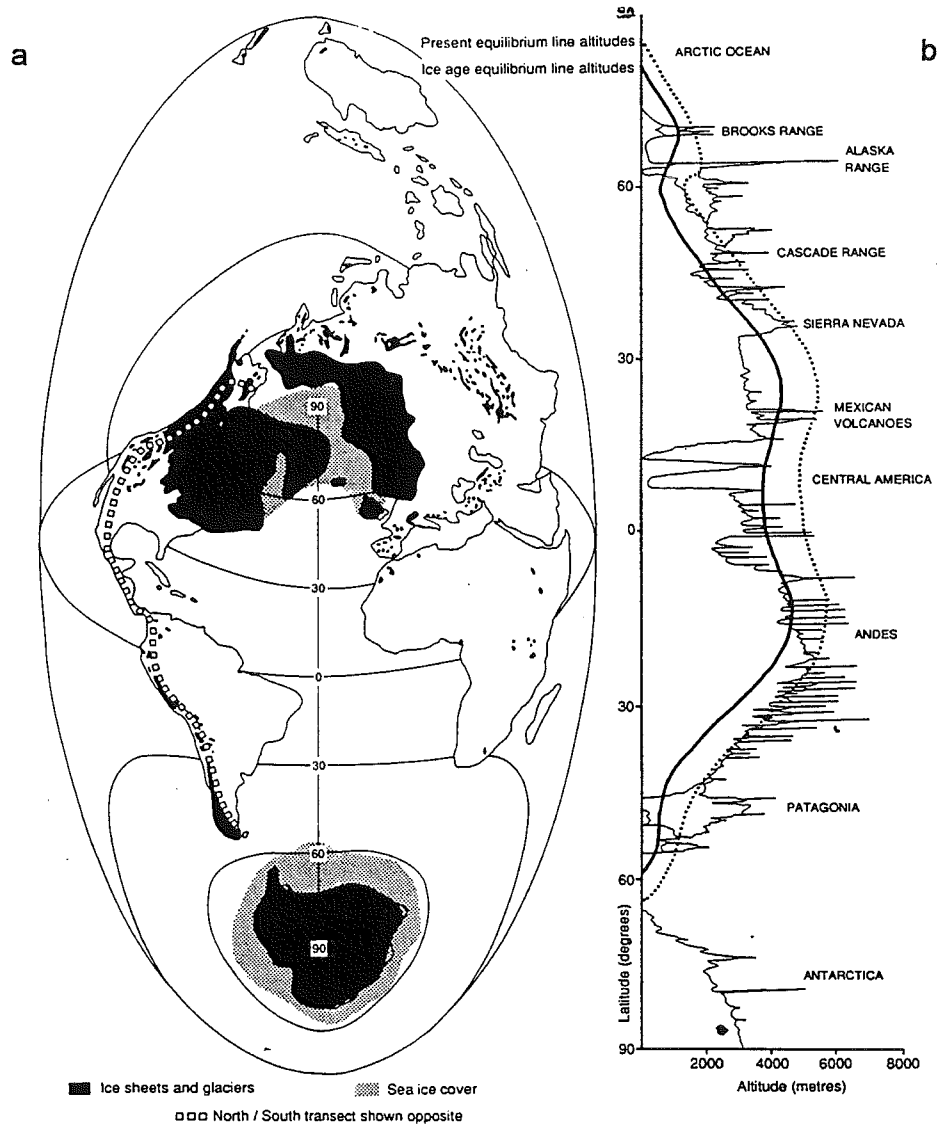 a
b
Present equilibrium line altitudes
Ice age equilibrium line altitudes
ARCTIC OCEAN
BROOKS RANGE
ALASKA
RANGE
60
CASCADE RANGE
SIERRA NEVADA
30
MEXICAN
VOLCANOES
CENTRAL AMERICA
0
ANDES
30
PATAGONIA
60
Latitude (degrees)
ANTARCTICA
90
2000 4000 6000 8000
Altitude (metres)
90
60
30
0
30
60
90
Ice sheets and glaciers
Sea ice cover
North / South transect shown opposite